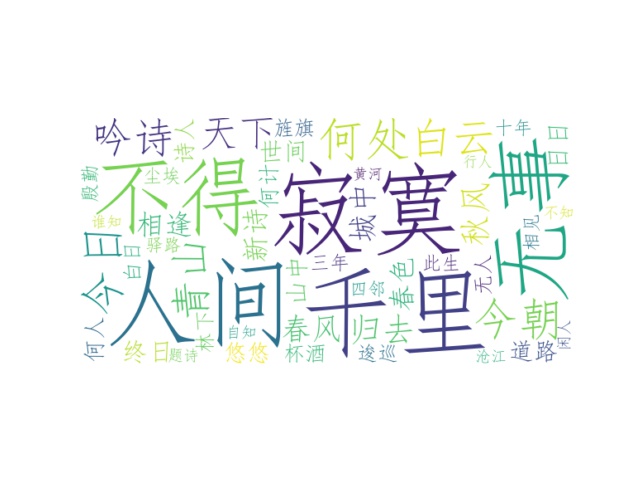 吟诗
诗人
天下
旌旗
何处
白云
十年
殷勤
尘埃
何计
世间
黄河
行人
日日
不得
寂寞
无事
谁知
相逢
新诗
城中
秋风
不知
今日
驿路
白日
青山
山中
三年
春色
此生
无人
相见
人间
千里
四邻
林下
自知
春风
归去
今朝
何人
终日
题诗
悠悠
杯酒
逡巡
沧江
道路
闲人